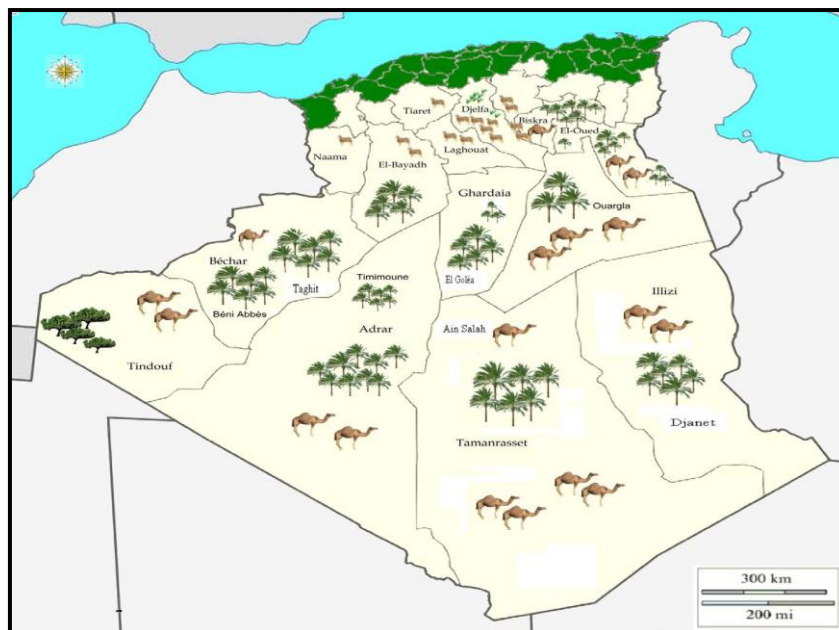 Tiaret
Djelfa
Biskra
El-Oued
Naama
El-Bayadh
Laghouat
Ghardaia
Ouargla
Béchar
Taghit
Timimoune
El Goléa
Béni Abbès
Illizi
Adrar
Ain Salah
Tindouf
Djanet
Tamanrasset
300 km
200 mi